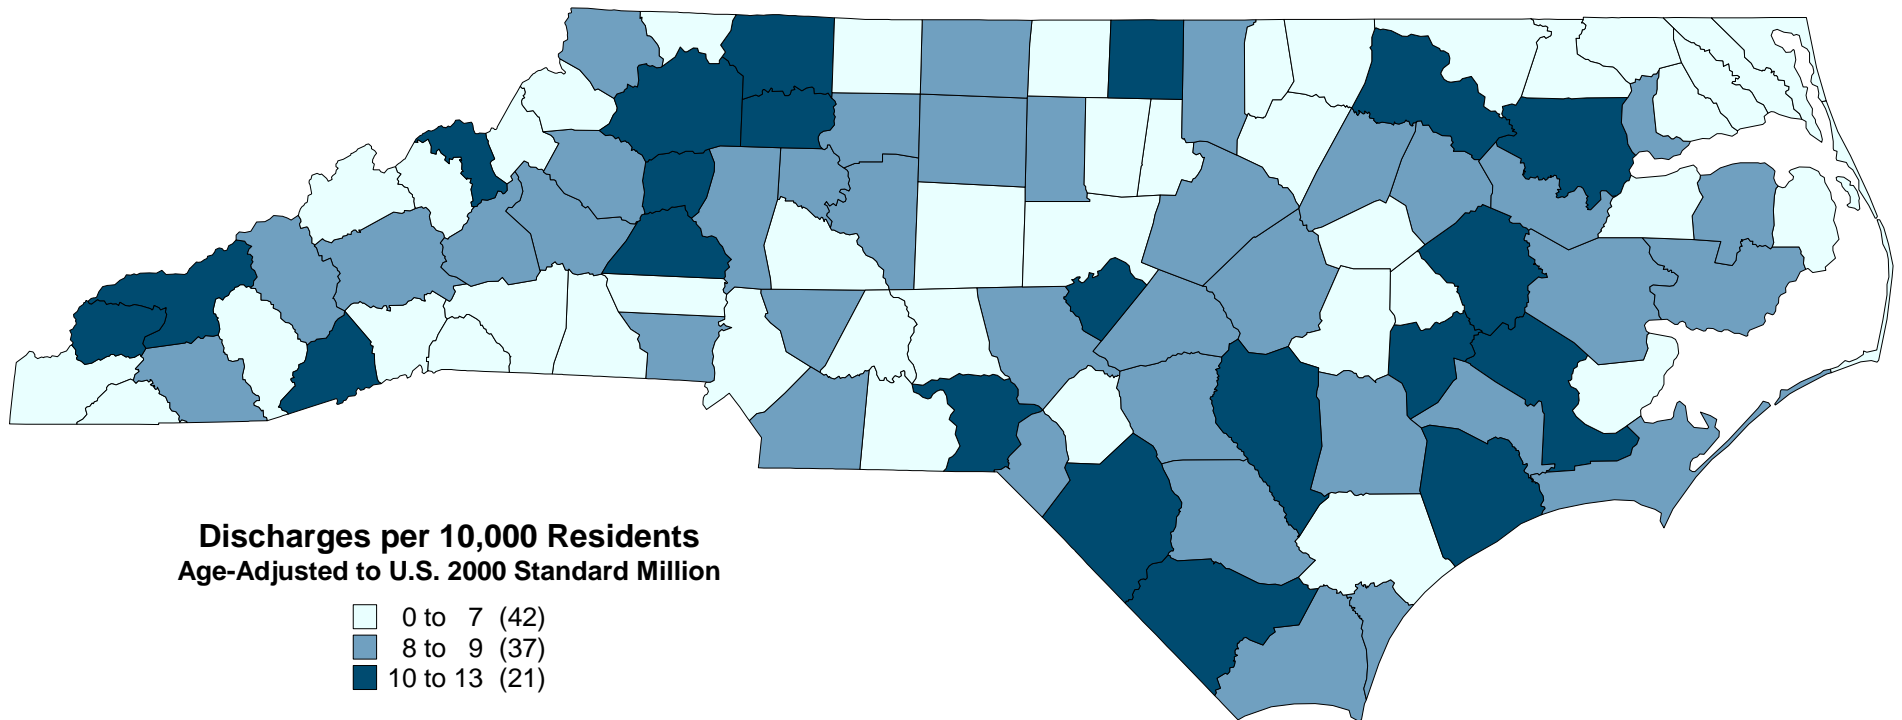 Discharges per 10,000 Residents
Age-Adjusted to U.S. 2000 Standard Million
0 to 7 (42)
8 to 9 (37)
10 to 13 (21)